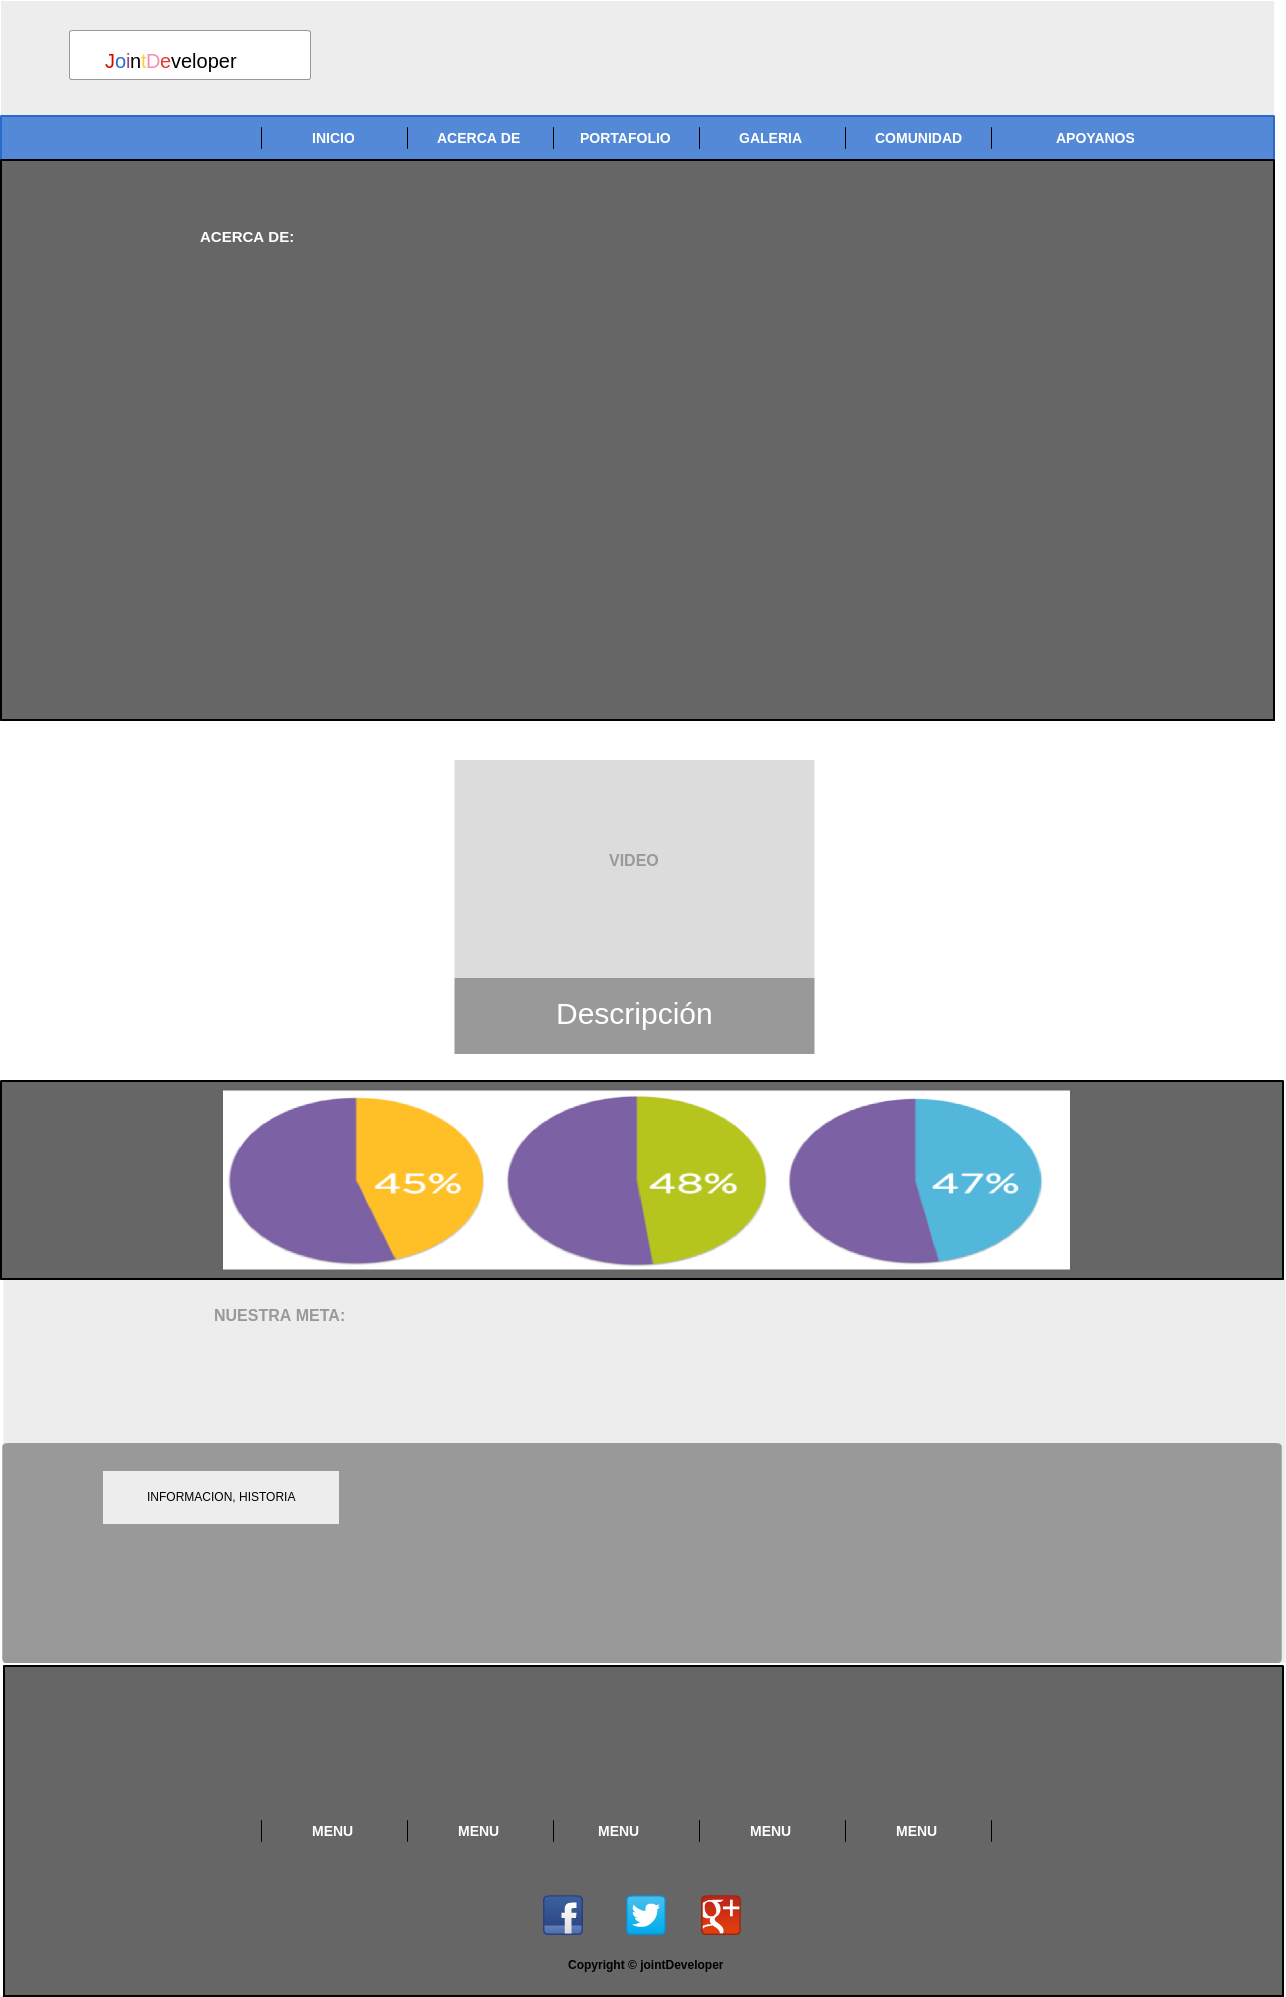 JointDeveloper
INICIO ACERCA DE PORTAFOLIO GALERIA COMUNIDAD APOYANOS
ACERCA DE:
VIDEO
Descripción
45% 48% 47%
NUESTRA META:
INFORMACION, HISTORIA
MENU MENU MENU MENU MENU
f g+
Copyright © jointDeveloper